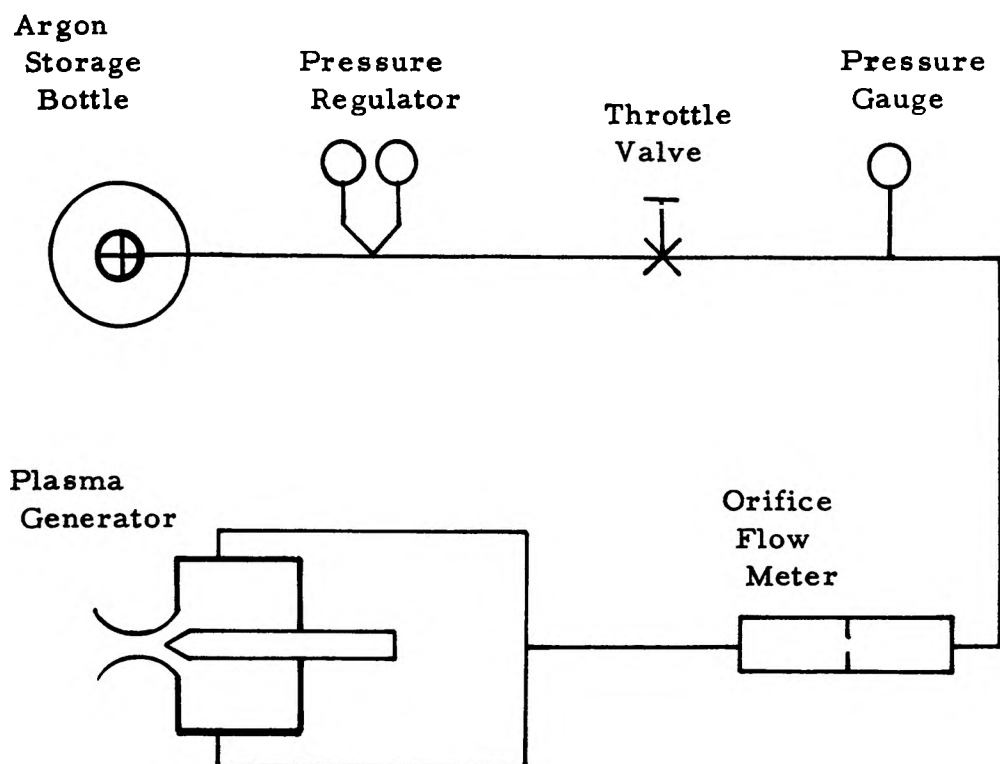 Argon
Storage
Bottle
Pressure
Regulator
Throttle
Valve
Pressure
Gauge
Plasma
Generator
Orifice
Flow
Meter